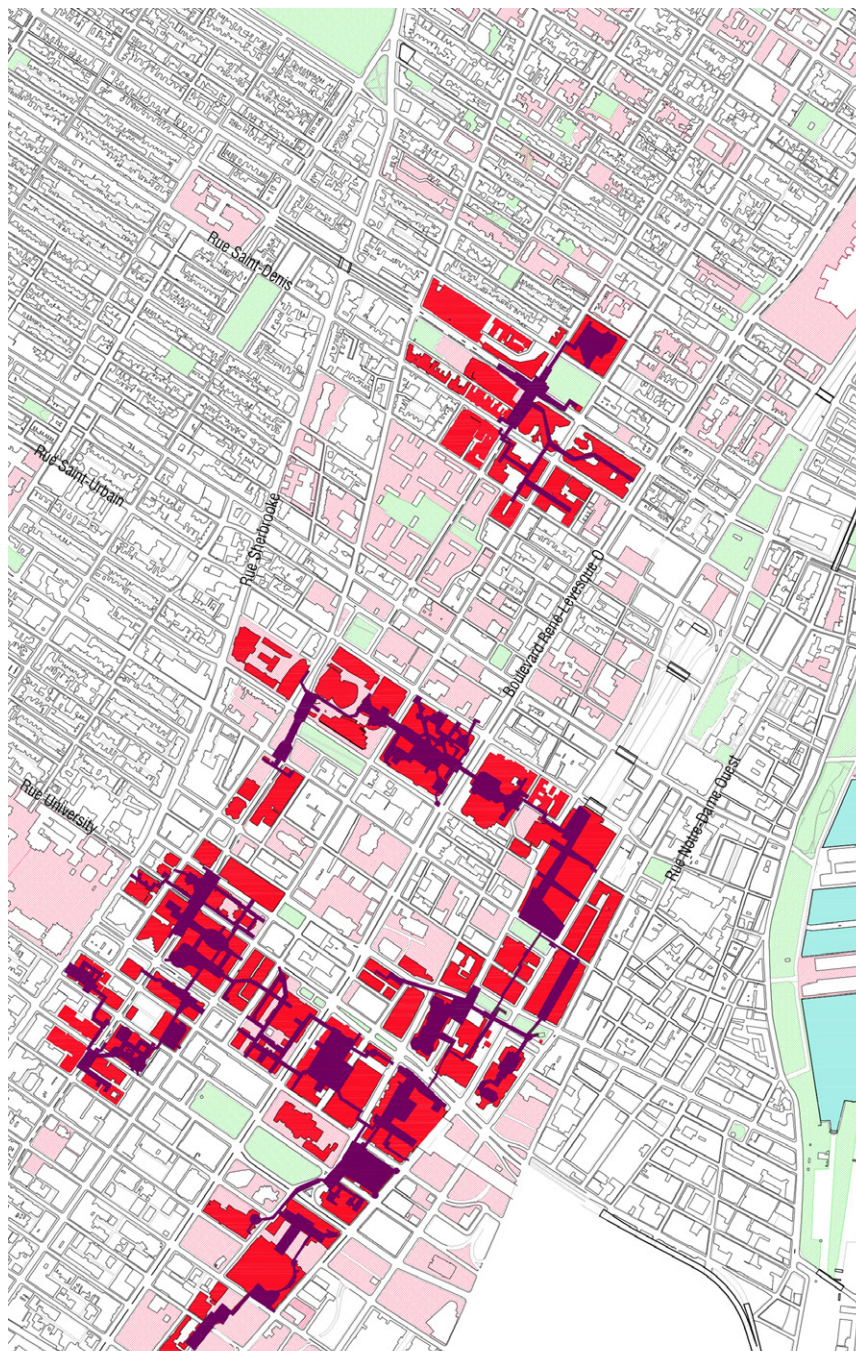 Rue Saint-Denis
Rue Saint-Urbain
Rue Sherbrooke
Boulevard René-Lévesque O
Rue Notre-Dame Ouest
Rue University